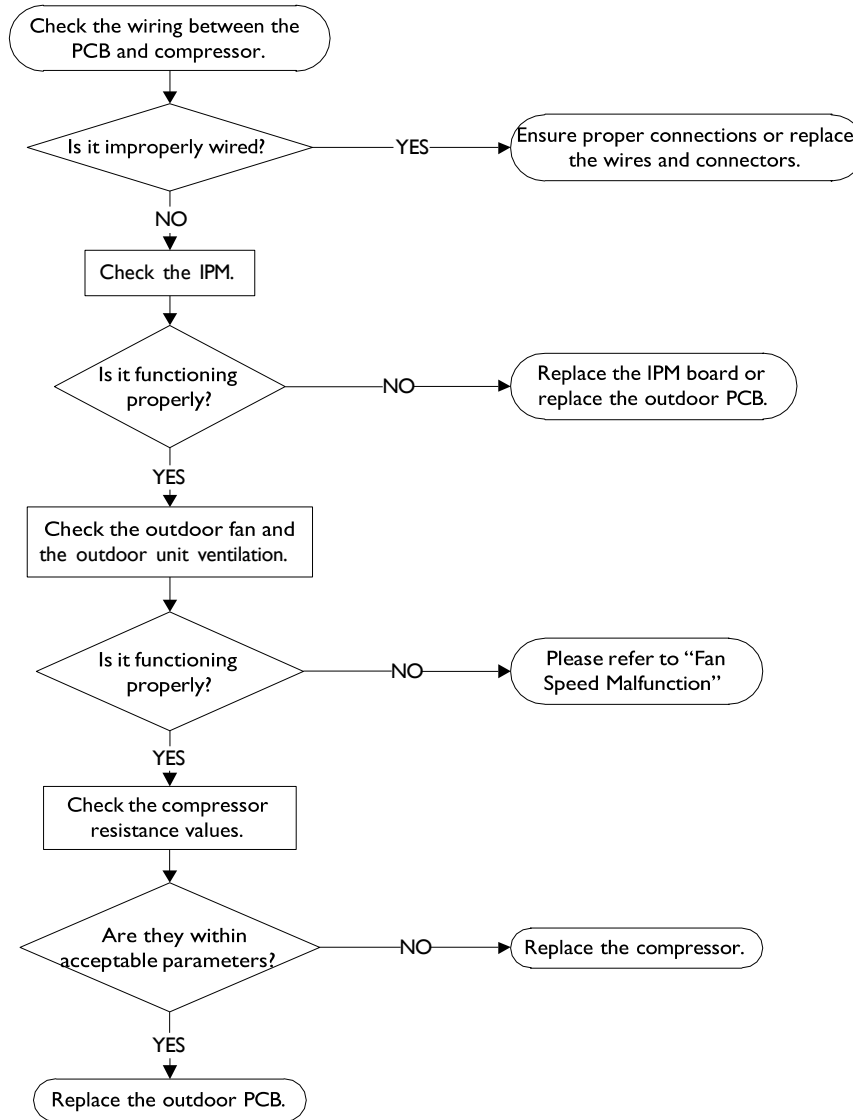 Check the wiring between the
PCB and compressor.
Is it improperly wired?
YES
Ensure proper connections or replace
the wires and connectors.
NO
Check the IPM.
Is it functioning
properly?
NO
Replace the IPM board or
replace the outdoor PCB.
YES
Check the outdoor fan and
the outdoor unit ventilation.
Is it functioning
properly?
NO
Please refer to “Fan
Speed Malfunction”
YES
Check the compressor
resistance values.
Are they within
acceptable parameters?
NO
Replace the compressor.
YES
Replace the outdoor PCB.